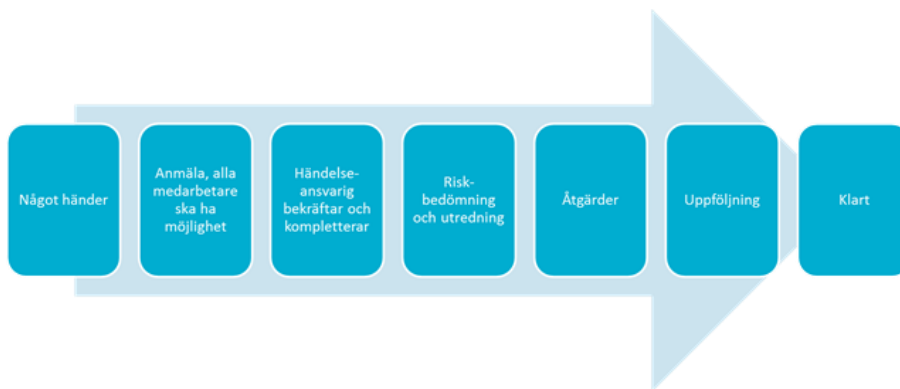 Något händer
Anmäla, alla
medarbetare
ska ha
möjlighet
Händelse-
ansvarig
bekräftar och
kompletterar
Risk-
bedömning
och utredning
Åtgärder
Uppföljning
Klart